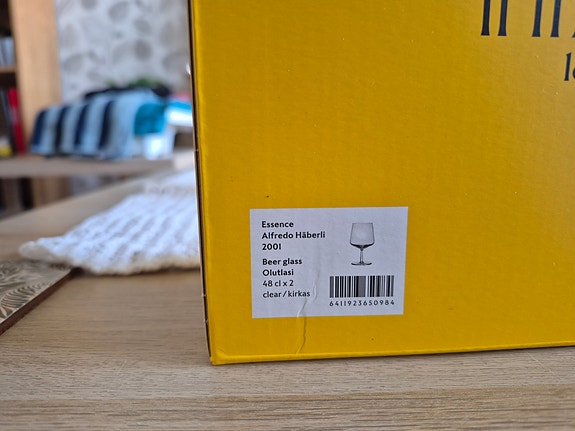 Essence
Alfredo Häberli
2001
Beer glass
Olutlasi
48 cl x 2
clear/kirkas
6411923650984